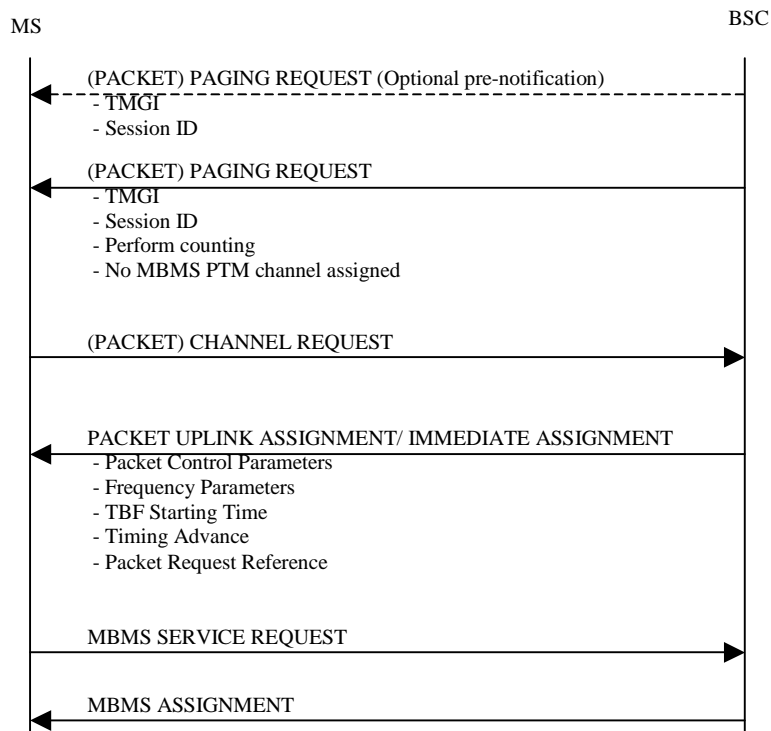 MS
BSC
(PACKET) PAGING REQUEST (Optional pre-notification)
- TMGI
- Session ID
(PACKET) PAGING REQUEST
- TMGI
- Session ID
- Perform counting
- No MBMS PTM channel assigned
(PACKET) CHANNEL REQUEST
PACKET UPLINK ASSIGNMENT/ IMMEDIATE ASSIGNMENT
- Packet Control Parameters
- Frequency Parameters
- TBF Starting Time
- Timing Advance
- Packet Request Reference
MBMS SERVICE REQUEST
MBMS ASSIGNMENT